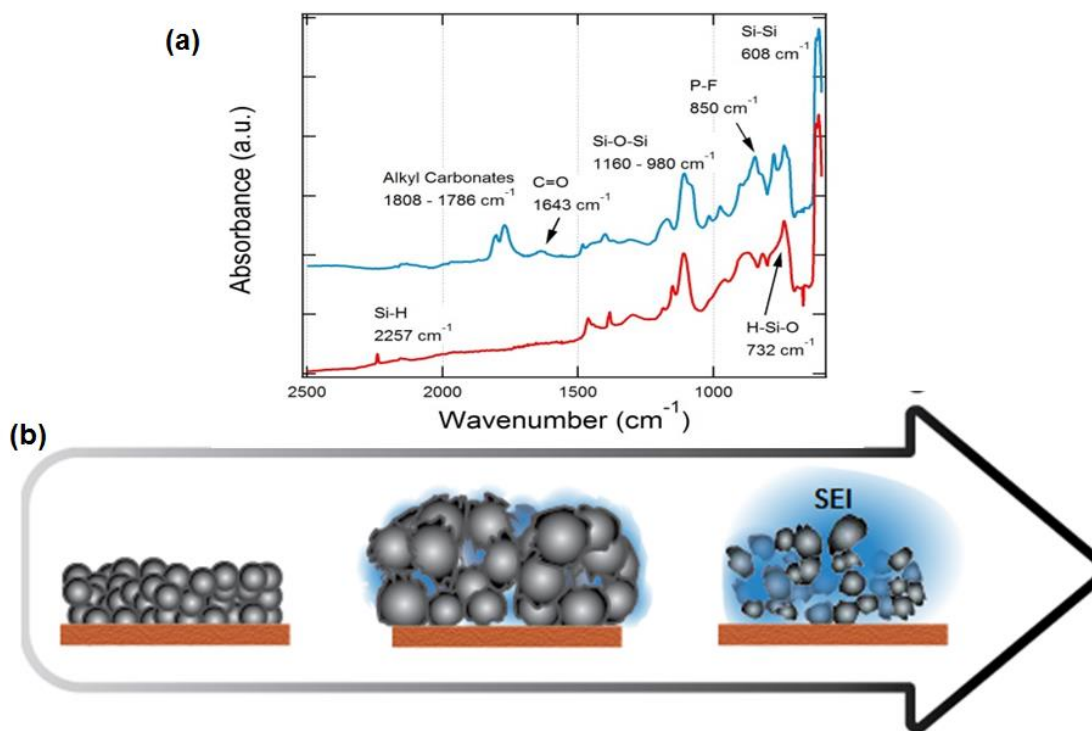 (a)
Si-Si
608 cm⁻¹
P-F
850 cm⁻¹
Si-O-Si
1160 - 980 cm⁻¹
Alkyl Carbonates
1808 - 1786 cm⁻¹
C=O
1643 cm⁻¹
Si-H
2257 cm⁻¹
H-Si-O
732 cm⁻¹
Absorbance (a.u.)
2500 2000 1500 1000
Wavenumber (cm⁻¹)
(b)
SEI